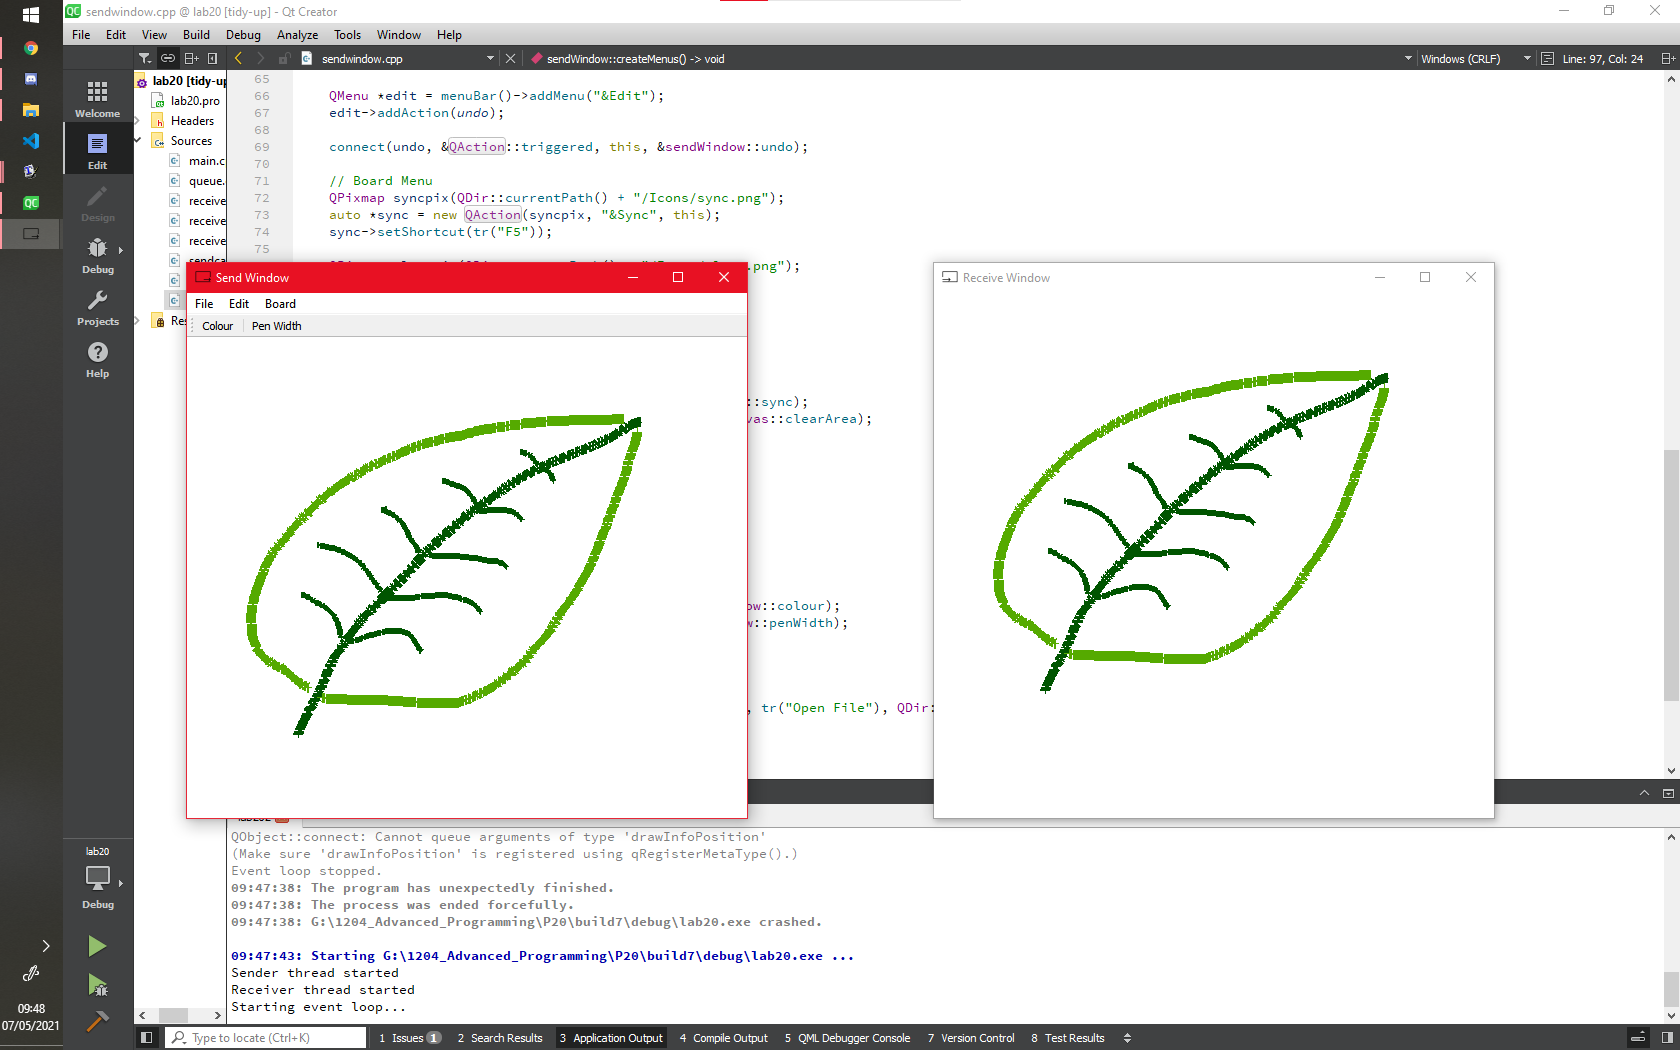 sendwindow.cpp @ lab20 [tidy-up] - Qt Creator
File Edit View Build Debug Analyze Tools Window Help
sendwindow.cpp
sendWindow::createMenus() -> void
Windows (CRLF)
Line: 97, Col: 24
Welcome
Edit
Design
Debug
Projects
Help
lab20 [tidy-up
lab20.pro
Headers
Sources
main.c
queue.
receive
receive
receive
65
66 QMenu *edit = menuBar()->addMenu("&Edit");
67 edit->addAction(undo);
68
69 connect(undo, &QAction::triggered, this, &sendWindow::undo);
70
71 // Board Menu
72 QPixmap syncpix(QDir::currentPath() + "/Icons/sync.png");
73 auto *sync = new QAction(syncpix, "&Sync", this);
74 sync->setShortcut(tr("F5"));
75
.png");
::sync);
vas::clearArea);
ow::colour);
w::penWidth);
, tr("Open File"), QDir:
Send Window
File Edit Board
Colour Pen Width
Receive Window
QObject::connect: Cannot queue arguments of type 'drawInfoPosition'
(Make sure 'drawInfoPosition' is registered using qRegisterMetaType().)
Event loop stopped.
09:47:38: The program has unexpectedly finished.
09:47:38: The process was ended forcefully.
09:47:38: G:\1204_Advanced_Programming\P20\build7\debug\lab20.exe crashed.
09:47:43: Starting G:\1204_Advanced_Programming\P20\build7\debug\lab20.exe ...
Sender thread started
Receiver thread started
Starting event loop...
lab20
Debug
Type to locate (Ctrl+K)
1 Issues 1 2 Search Results 3 Application Output 4 Compile Output 5 QML Debugger Console 7 Version Control 8 Test Results
09:48
07/05/2021